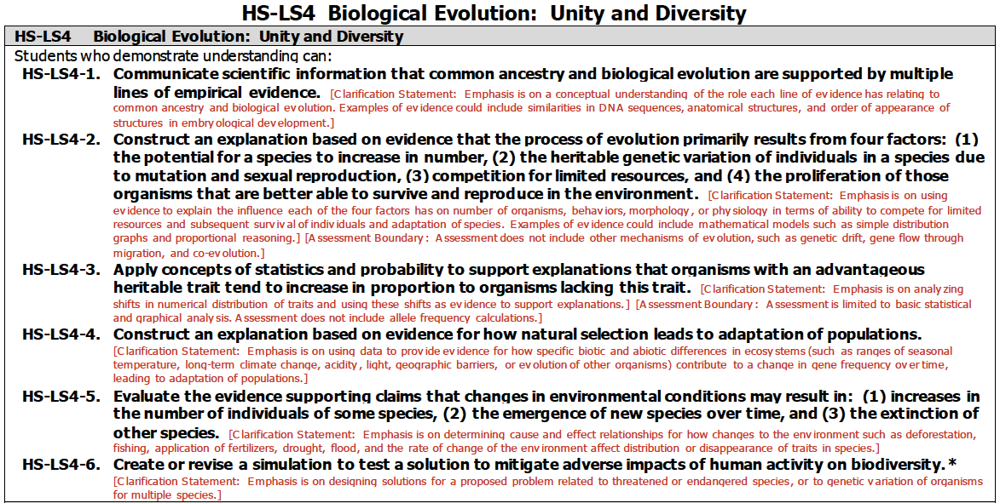 HS-LS4 Biological Evolution: Unity and Diversity
HS-LS4 Biological Evolution: Unity and Diversity
Students who demonstrate understanding can:
HS-LS4-1. Communicate scientific information that common ancestry and biological evolution are supported by multiple
lines of empirical evidence. [Clarification Statement: Emphasis is on a conceptual understanding of the role each line of evidence has relating to
common ancestry and biological evolution. Examples of evidence could include similarities in DNA sequences, anatomical structures, and order of appearance of
structures in embryological development.]
HS-LS4-2. Construct an explanation based on evidence that the process of evolution primarily results from four factors: (1)
the potential for a species to increase in number, (2) the heritable genetic variation of individuals in a species due
to mutation and sexual reproduction, (3) competition for limited resources, and (4) the proliferation of those
organisms that are better able to survive and reproduce in the environment. [Clarification Statement: Emphasis is on using
evidence to explain the influence each of the four factors has on number of organisms, behaviors, morphology, or physiology in terms of ability to compete for limited
resources and subsequent survival of individuals and adaptation of species. Examples of evidence could include mathematical models such as simple distribution
graphs and proportional reasoning.] [Assessment Boundary: Assessment does not include other mechanisms of evolution, such as genetic drift, gene flow through
migration, and co-evolution.]
HS-LS4-3. Apply concepts of statistics and probability to support explanations that organisms with an advantageous
heritable trait tend to increase in proportion to organisms lacking this trait. [Clarification Statement: Emphasis is on analyzing
shifts in numerical distribution of traits and using these shifts as evidence to support explanations.] [Assessment Boundary: Assessment is limited to basic statistical
and graphical analysis. Assessment does not include allele frequency calculations.]
HS-LS4-4. Construct an explanation based on evidence for how natural selection leads to adaptation of populations.
[Clarification Statement: Emphasis is on using data to provide evidence for how specific biotic and abiotic differences in ecosystems (such as ranges of seasonal
temperature, long-term climate change, acidity, light, geographic barriers, or evolution of other organisms) contribute to a change in gene frequency over time,
leading to adaptation of populations.]
HS-LS4-5. Evaluate the evidence supporting claims that changes in environmental conditions may result in: (1) increases in
the number of individuals of some species, (2) the emergence of new species over time, and (3) the extinction of
other species. [Clarification Statement: Emphasis is on determining cause and effect relationships for how changes to the environment such as deforestation,
fishing, application of fertilizers, drought, flood, and the rate of change of the environment affect distribution or disappearance of traits in species.]
HS-LS4-6. Create or revise a simulation to test a solution to mitigate adverse impacts of human activity on biodiversity.*
[Clarification Statement: Emphasis is on designing solutions for a proposed problem related to threatened or endangered species, or to genetic variation of organisms
for multiple species.]